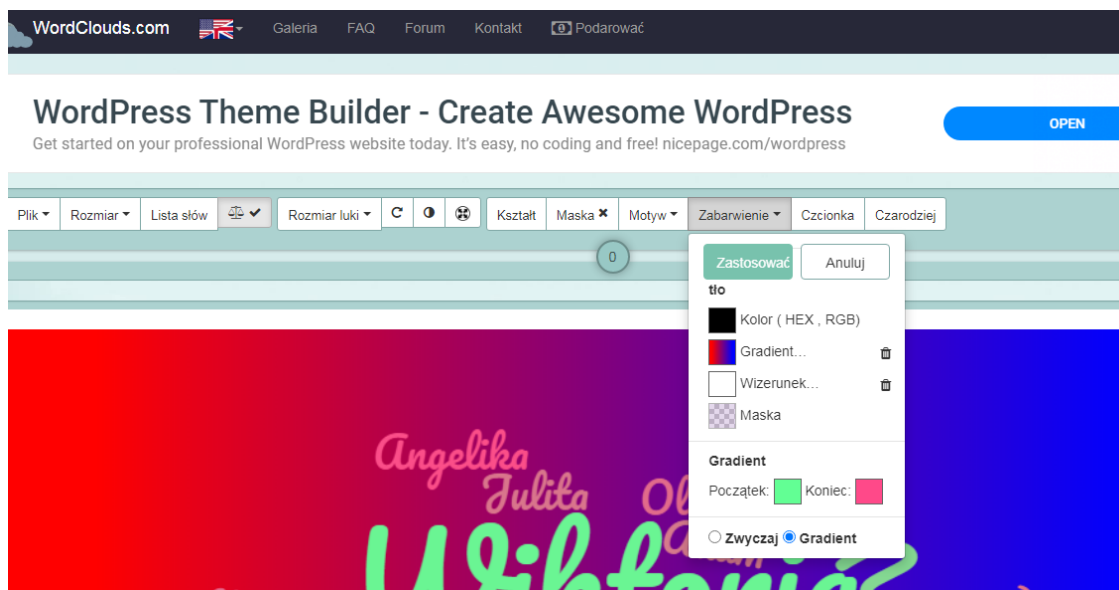 WordClouds.com Galeria FAQ Forum Kontakt Podarować
WordPress Theme Builder - Create Awesome WordPress
Get started on your professional WordPress website today. It's easy, no coding and free! nicepage.com/wordpress
OPEN
Plik Rozmiar Lista słów Rozmiar luki Kształt Maska Motyw Zabarwienie Czcionka Czarodziej
0
Zastosować Anuluj
tło
Kolor ( HEX , RGB)
Gradient...
Wizerunek...
Maska
Gradient
Początek: Koniec:
Zwyczaj Gradient
Angelika
Julita